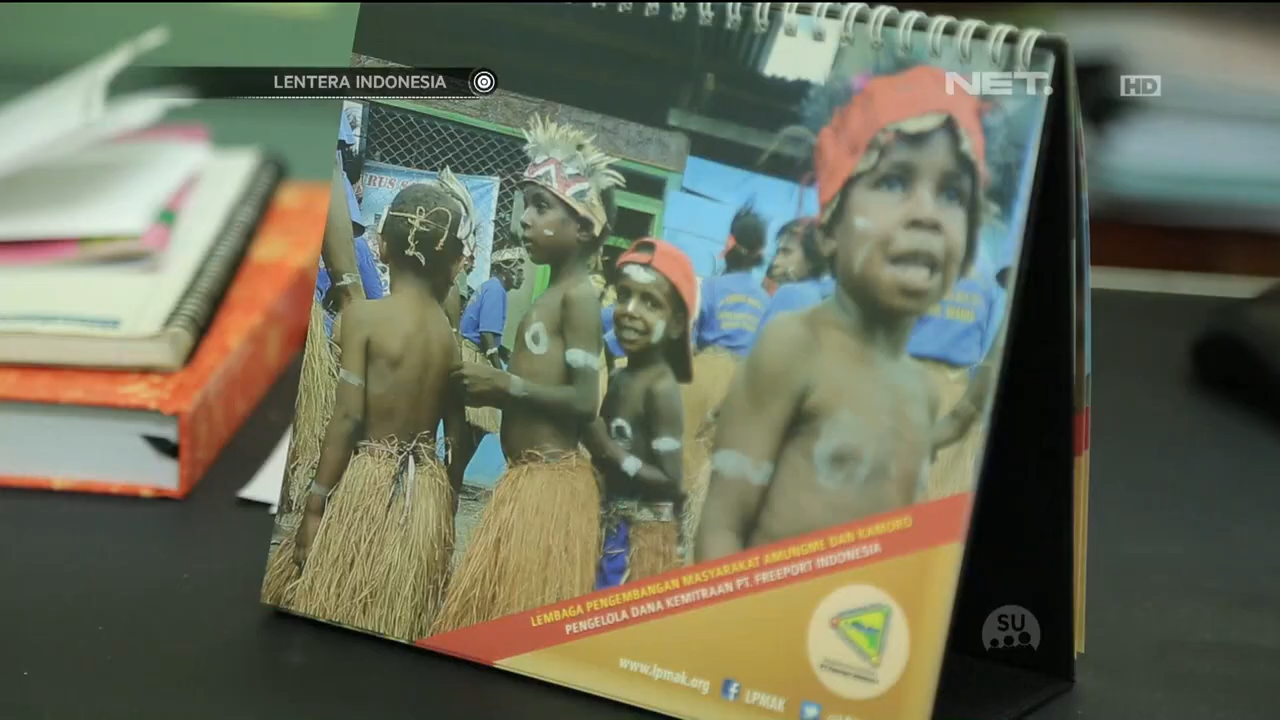 LENTERA INDONESIA
NET.
HD
RUS
LEMBAGA PENGEMBANGAN MASYARAKAT AMUNGME DAN KAMORO
PENGELOLA DANA KEMITRAAN PT. FREEPORT INDONESIA
www.lpmak.org
LPMAK
SU